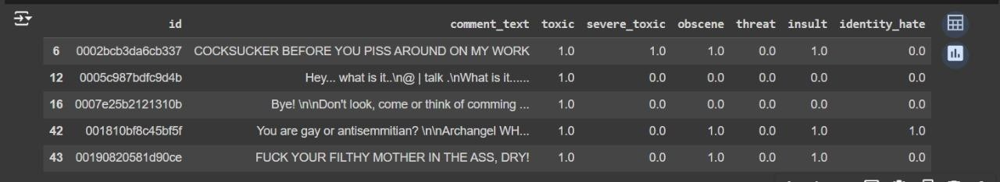 id comment_text toxic severe_toxic obscene threat insult identity_hate
6 0002bcb3da6cb337 COCKSUCKER BEFORE YOU PISS AROUND ON MY WORK 1.0 1.0 1.0 0.0 1.0 0.0
12 0005c987bdfc9d4b Hey... what is it..\n@ | talk .\nWhat is it...... 1.0 0.0 0.0 0.0 0.0 0.0
16 0007e25b2121310b Bye! \n\nDon't look, come or think of comming ... 1.0 0.0 0.0 0.0 0.0 0.0
42 001810bf8c45bf5f You are gay or antisemmitian? \n\nArchangel WH... 1.0 0.0 1.0 0.0 1.0 1.0
43 00190820581d90ce FUCK YOUR FILTHY MOTHER IN THE ASS, DRY! 1.0 0.0 1.0 0.0 1.0 0.0